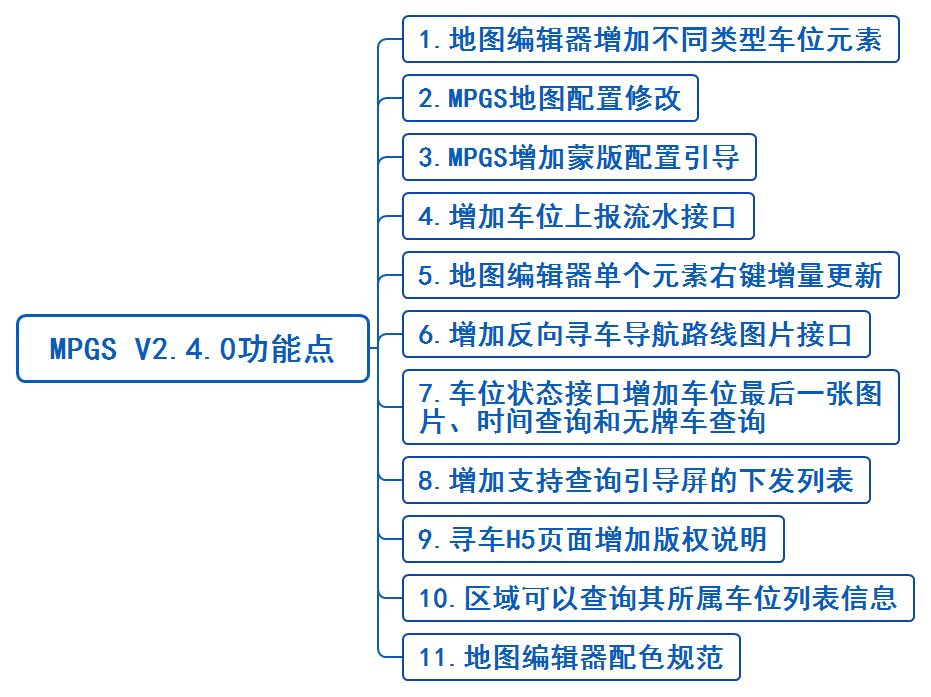 MPGS V2.4.0功能点
1.地图编辑器增加不同类型车位元素
2.MPGS地图配置修改
3.MPGS增加蒙版配置引导
4.增加车位上报流水接口
5.地图编辑器单个元素右键增量更新
6.增加反向寻车导航路线图片接口
7.车位状态接口增加车位最后一张图
片、时间查询和无牌车查询
8.增加支持查询引导屏的下发列表
9.寻车H5页面增加版权说明
10.区域可以查询其所属车位列表信息
11.地图编辑器配色规范